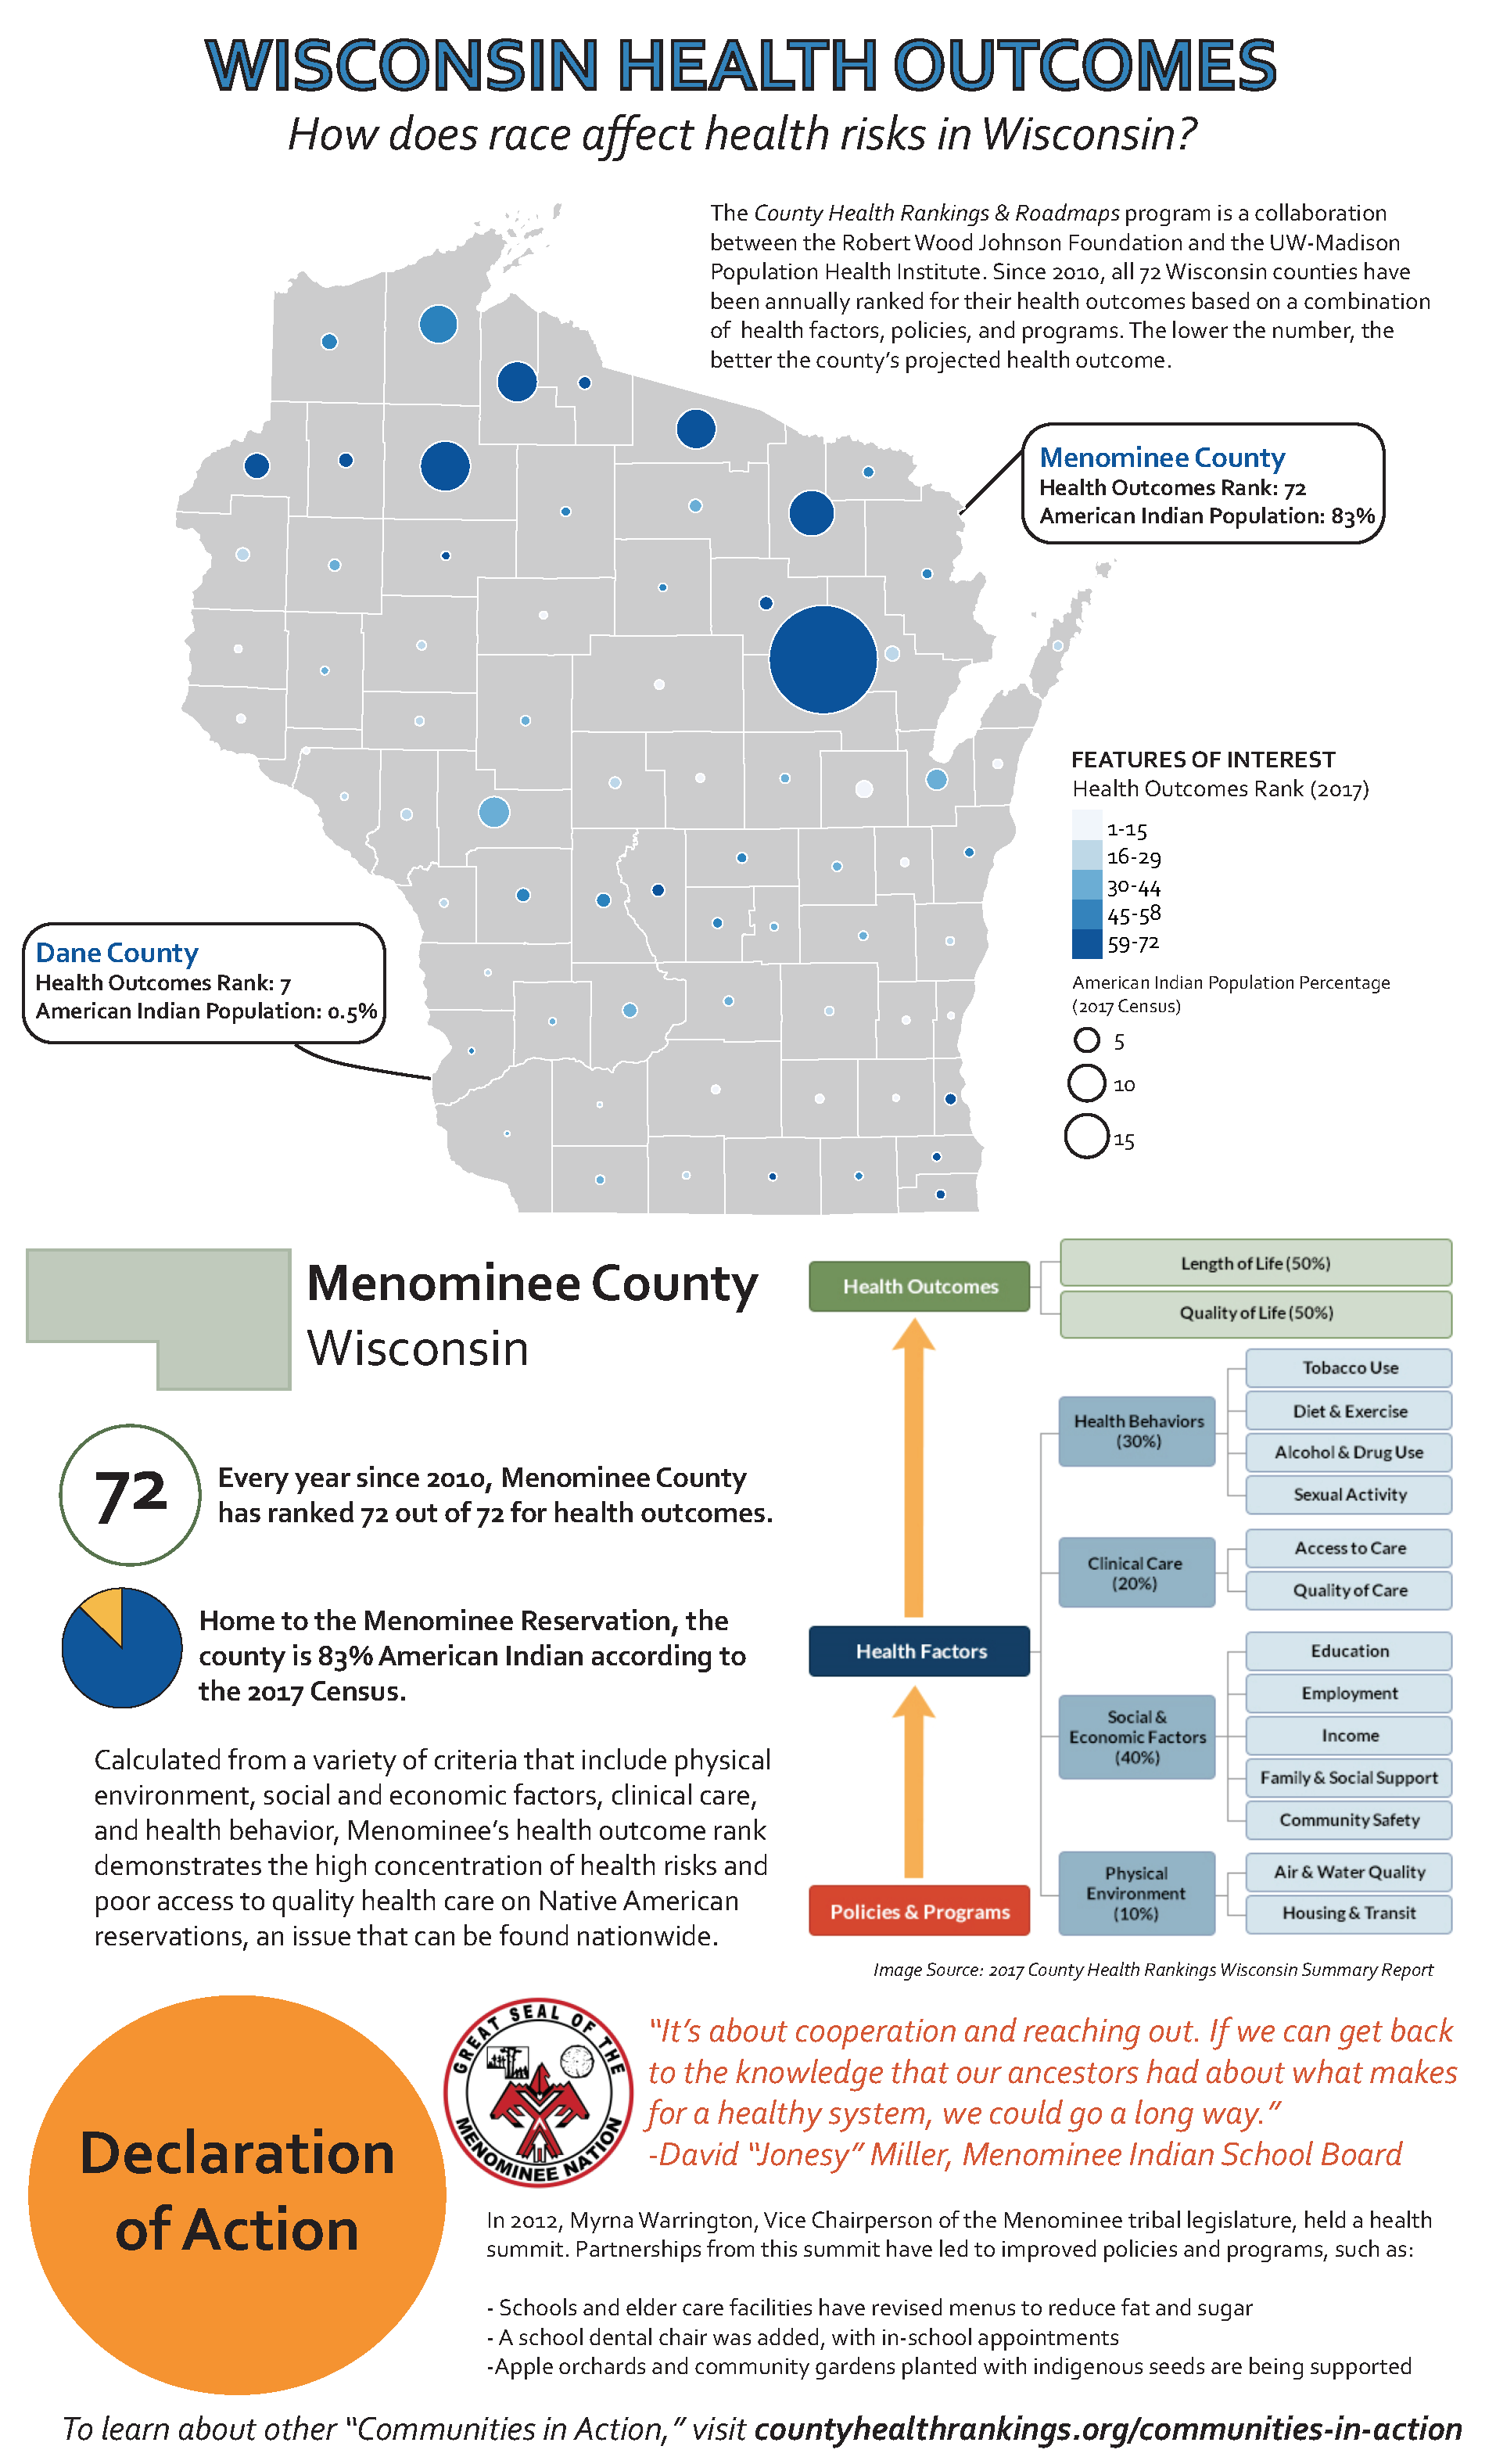 WISCONSIN HEALTH OUTCOMES
How does race affect health risks in Wisconsin?
The County Health Rankings & Roadmaps program is a collaboration
between the Robert Wood Johnson Foundation and the UW-Madison
Population Health Institute. Since 2010, all 72 Wisconsin counties have
been annually ranked for their health outcomes based on a combination
of health factors, policies, and programs. The lower the number, the
better the county's projected health outcome.
Menominee County
Health Outcomes Rank: 72
American Indian Population: 83%
FEATURES OF INTEREST
Health Outcomes Rank (2017)
1-15
16-29
30-44
45-58
59-72
American Indian Population Percentage
(2017 Census)
5
10
15
Dane County
Health Outcomes Rank: 7
American Indian Population: 0.5%
Menominee County
Wisconsin
72
Every year since 2010, Menominee County
has ranked 72 out of 72 for health outcomes.
Home to the Menominee Reservation, the
county is 83% American Indian according to
the 2017 Census.
Calculated from a variety of criteria that include physical
environment, social and economic factors, clinical care,
and health behavior, Menominee's health outcome rank
demonstrates the high concentration of health risks and
poor access to quality health care on Native American
reservations, an issue that can be found nationwide.
Health Outcomes
Length of Life (50%)
Quality of Life (50%)
Health Factors
Health Behaviors
(30%)
Tobacco Use
Diet & Exercise
Alcohol & Drug Use
Sexual Activity
Clinical Care
(20%)
Access to Care
Quality of Care
Social &
Economic Factors
(40%)
Education
Employment
Income
Family & Social Support
Community Safety
Physical
Environment
(10%)
Air & Water Quality
Housing & Transit
Policies & Programs
Image Source: 2017 County Health Rankings Wisconsin Summary Report
Declaration
of Action
GREAT SEAL OF THE
MENOMINEE NATION
"It's about cooperation and reaching out. If we can get back
to the knowledge that our ancestors had about what makes
for a healthy system, we could go a long way."
-David "Jonesy" Miller, Menominee Indian School Board
In 2012, Myrna Warrington, Vice Chairperson of the Menominee tribal legislature, held a health
summit. Partnerships from this summit have led to improved policies and programs, such as:
- Schools and elder care facilities have revised menus to reduce fat and sugar
- A school dental chair was added, with in-school appointments
-Apple orchards and community gardens planted with indigenous seeds are being supported
To learn about other "Communities in Action," visit countyhealthrankings.org/communities-in-action